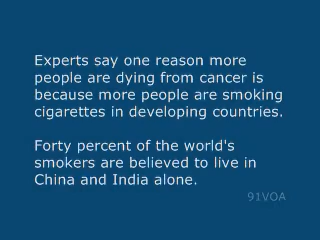 Experts say one reason more
people are dying from cancer is
because more people are smoking
cigarettes in developing countries.
Forty percent of the world's
smokers are believed to live in
China and India alone.
91VOA